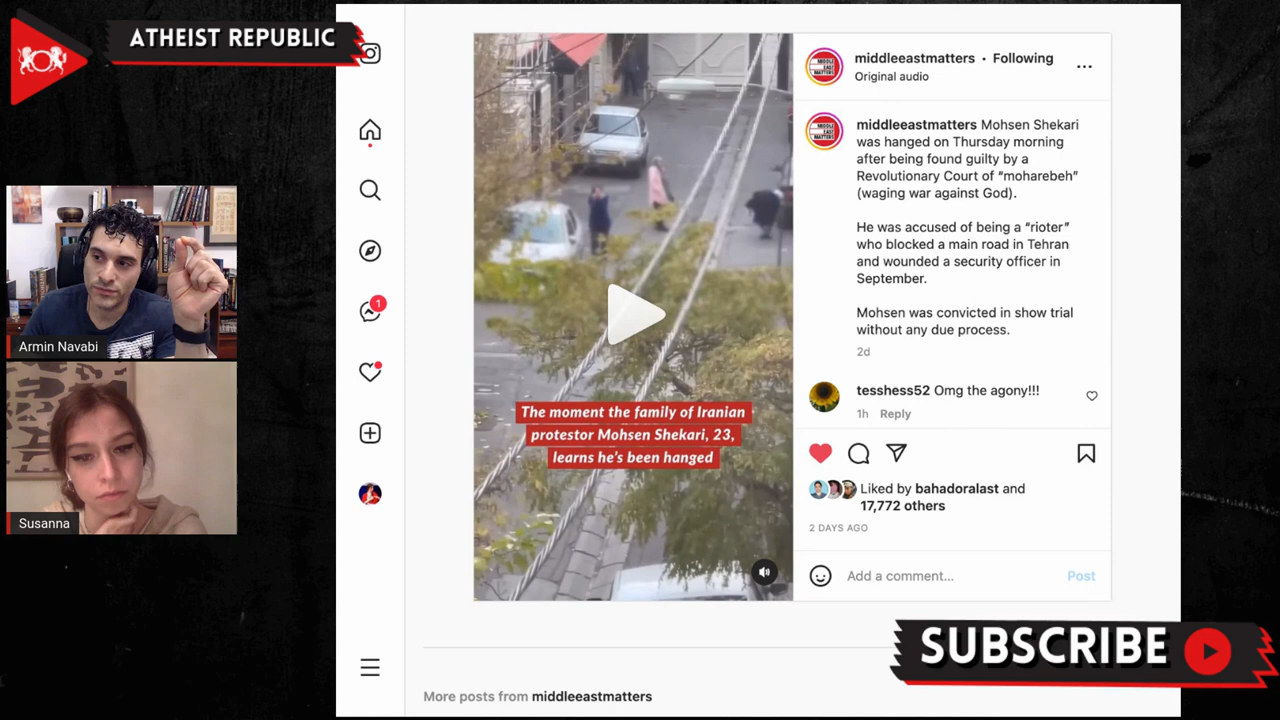 ATHEIST REPUBLIC
Armin Navabi
Susanna
1
The moment the family of Iranian
protestor Mohsen Shekari, 23,
learns he's been hanged
middleeastmatters • Following
Original audio
middleeastmatters Mohsen Shekari
was hanged on Thursday morning
after being found guilty by a
Revolutionary Court of "moharebeh"
(waging war against God).
He was accused of being a "rioter"
who blocked a main road in Tehran
and wounded a security officer in
September.
Mohsen was convicted in show trial
without any due process.
2d
tesshess52 Omg the agony!!!
1h Reply
Liked by bahadoralast and
17,772 others
2 DAYS AGO
Add a comment...
Post
SUBSCRIBE
More posts from middleeastmatters